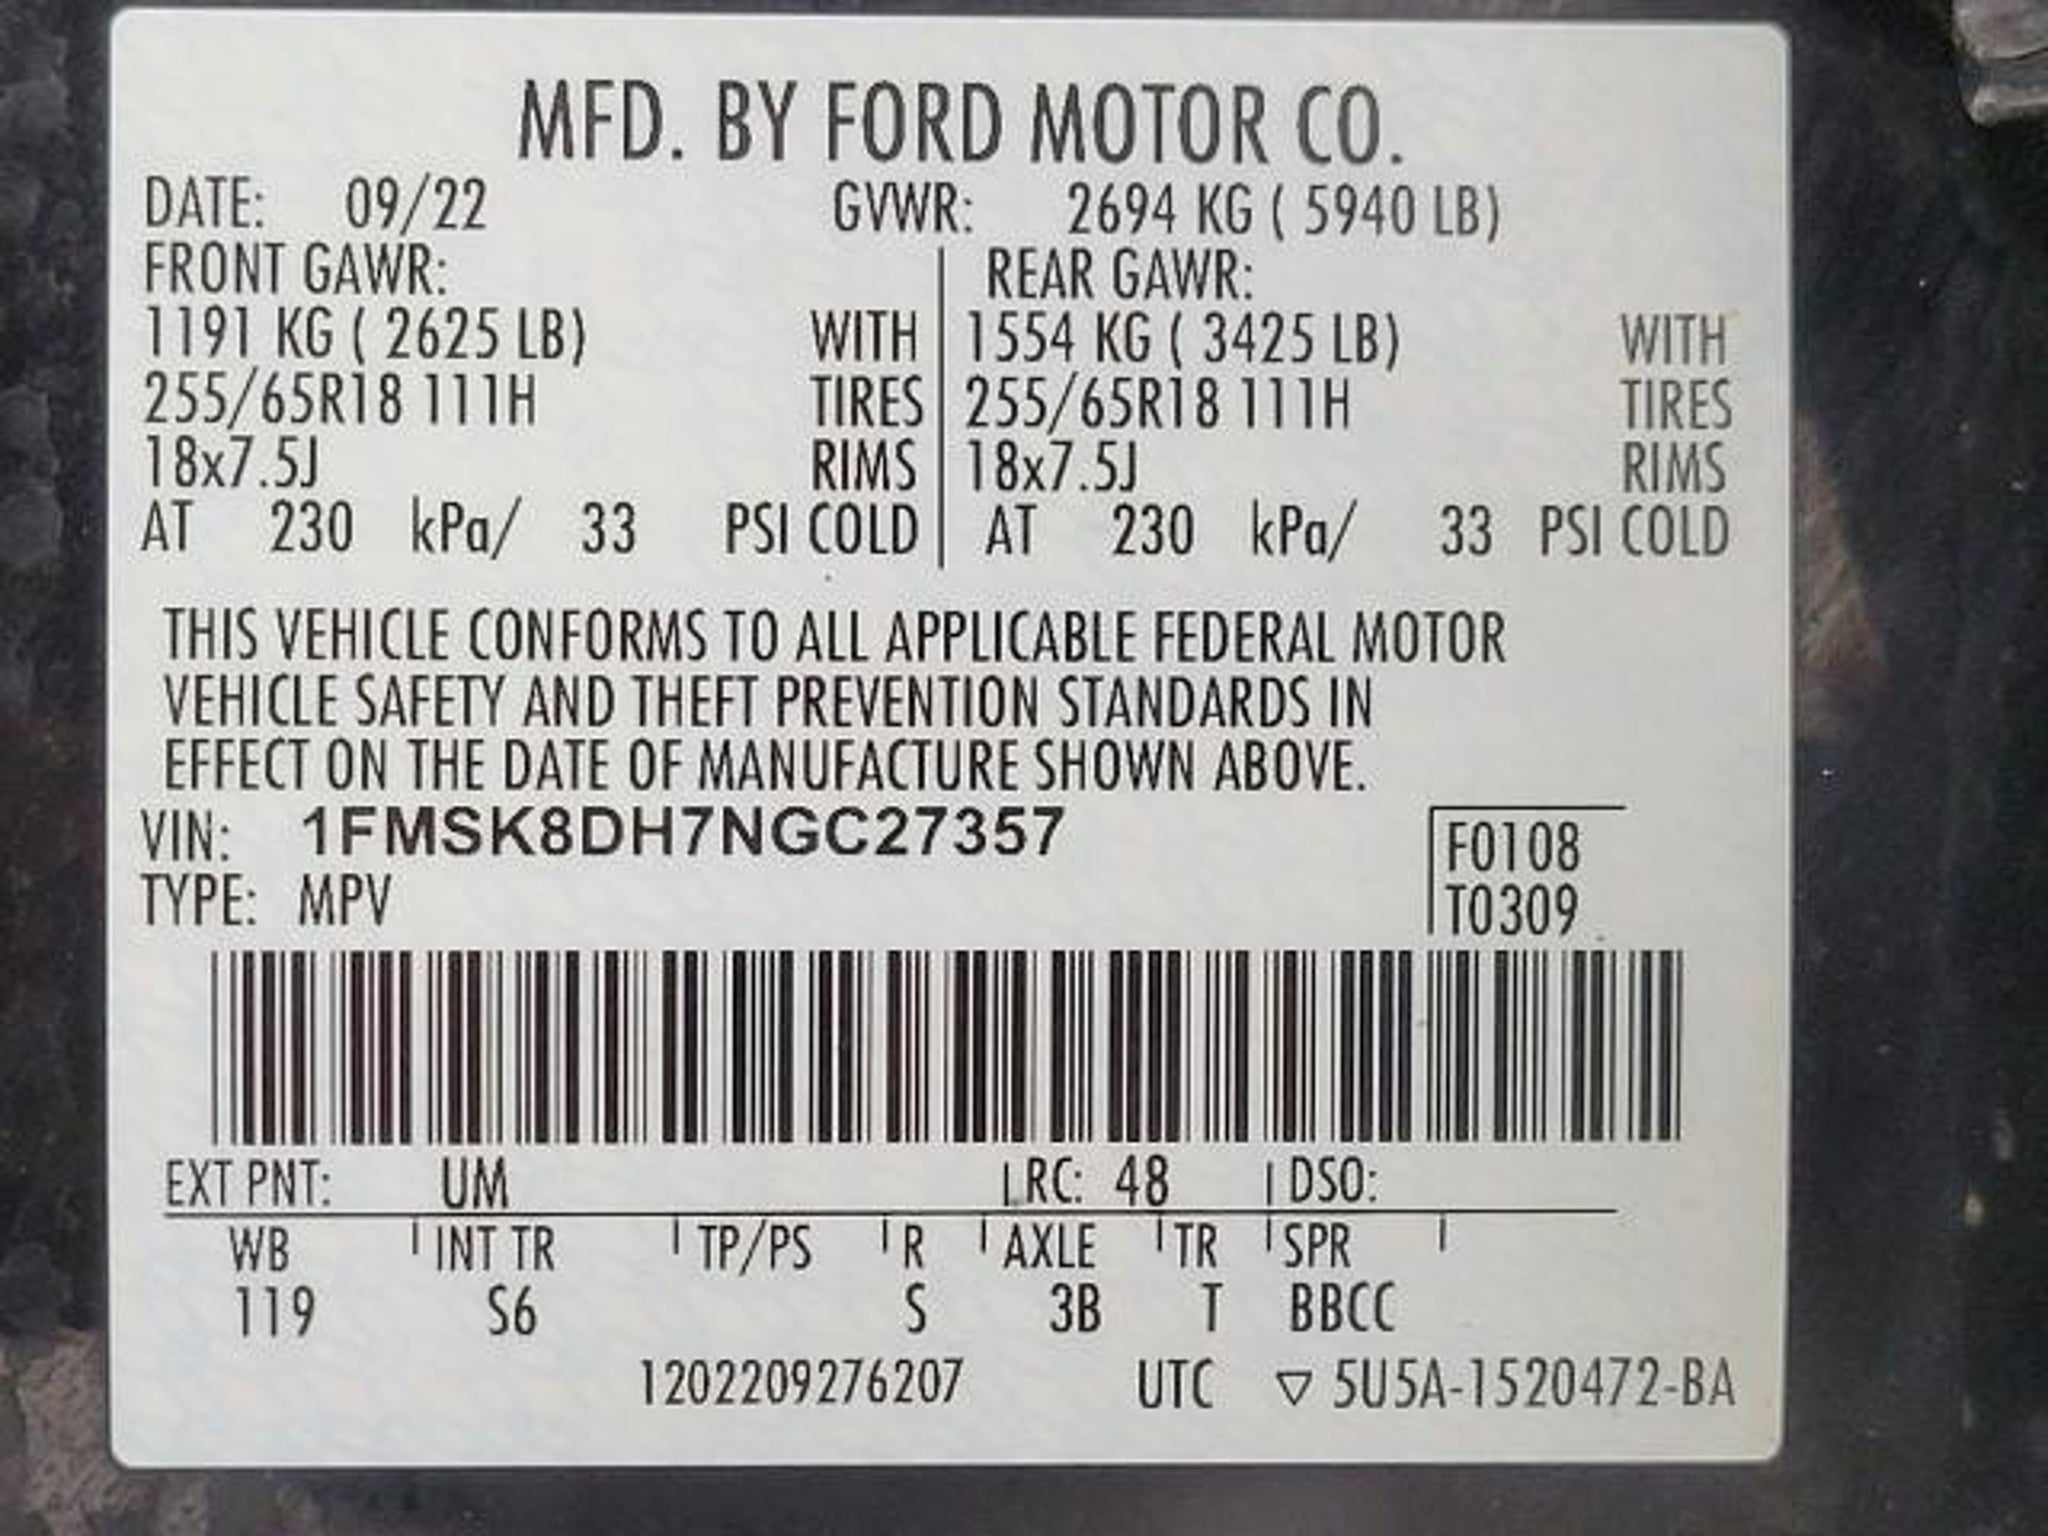 MFD. BY FORD MOTOR CO.
DATE: 09/22 GVWR: 2694 KG ( 5940 LB)
FRONT GAWR: REAR GAWR:
1191 KG ( 2625 LB) WITH 1554 KG ( 3425 LB) WITH
255/65R18 111H TIRES 255/65R18 111H TIRES
18x7.5J RIMS 18x7.5J RIMS
AT 230 kPa/ 33 PSI COLD AT 230 kPa/ 33 PSI COLD
THIS VEHICLE CONFORMS TO ALL APPLICABLE FEDERAL MOTOR
VEHICLE SAFETY AND THEFT PREVENTION STANDARDS IN
EFFECT ON THE DATE OF MANUFACTURE SHOWN ABOVE.
VIN: 1FMSK8DH7NGC27357 F0108
TYPE: MPV T0309
EXT PNT: UM RC: 48 DSO:
WB INT TR TP/PS R AXLE TR SPR
119 S6 S 3B T BBCC
1202209276207 UTC ▽ 5U5A-1520472-BA